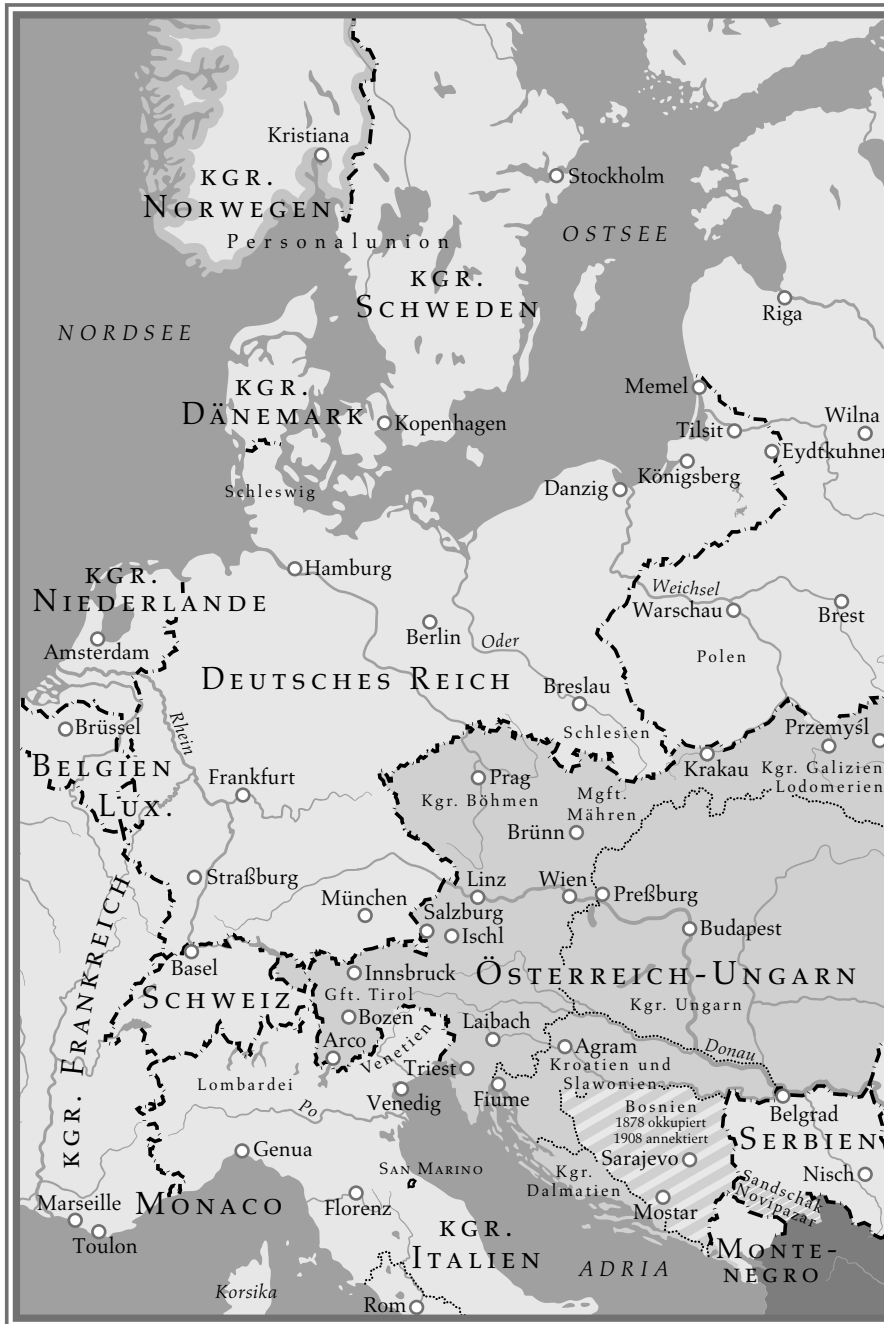 Kristiana
KGR.
NORWEGEN
Personalunion
Stockholm
OSTSEE
KGR.
SCHWEDEN
Riga
NORDSEE
KGR.
DÄNEMARK
Kopenhagen
Memel
Tilsit
Wilna
Eydtkuhner
Königsberg
Danzig
Schleswig
Hamburg
KGR.
NIEDERLANDE
Amsterdam
Berlin
Oder
Weichsel
Warschau
Brest
Polen
DEUTSCHES REICH
Breslau
Schlesien
Rhein
Brüssel
BELGIEN
LUX.
Frankfurt
Prag
Kgr. Böhmen
Mgft.
Mähren
Brünn
Krakau
Przemyśl
Kgr. Galizien
Lodomerien
Straßburg
München
Linz
Wien
Preßburg
Salzburg
Ischl
Budapest
KGR. FRANKREICH
Basel
SCHWEIZ
Innsbruck
Gft. Tirol
Bozen
Arco
ÖSTERREICH-UNGARN
Kgr. Ungarn
Venetien
Laibach
Triest
Agram
Kroatien und
Slawonien
Donau
Lombardei
Po
Venedig
Fiume
Bosnien
1878 okkupiert
1908 annektiert
Belgrad
SERBIEN
Genua
SAN MARINO
Sarajevo
Nisch
Kgr.
Dalmatien
Mostar
Sandschak
Novipazar
Marseille
Toulon
MONACO
Florenz
KGR.
ITALIEN
ADRIA
MONTE-
NEGRO
Korsika
Rom